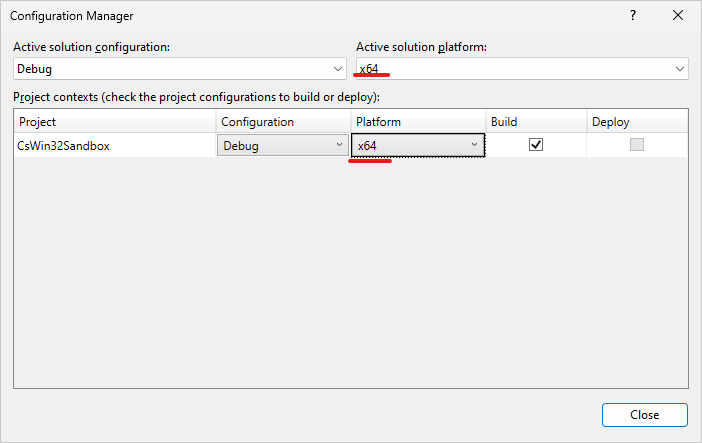 Configuration Manager
?
Active solution configuration:
Active solution platform:
Debug
x64
Project contexts (check the project configurations to build or deploy):
Project Configuration Platform Build Deploy
CsWin32Sandbox Debug x64
Close